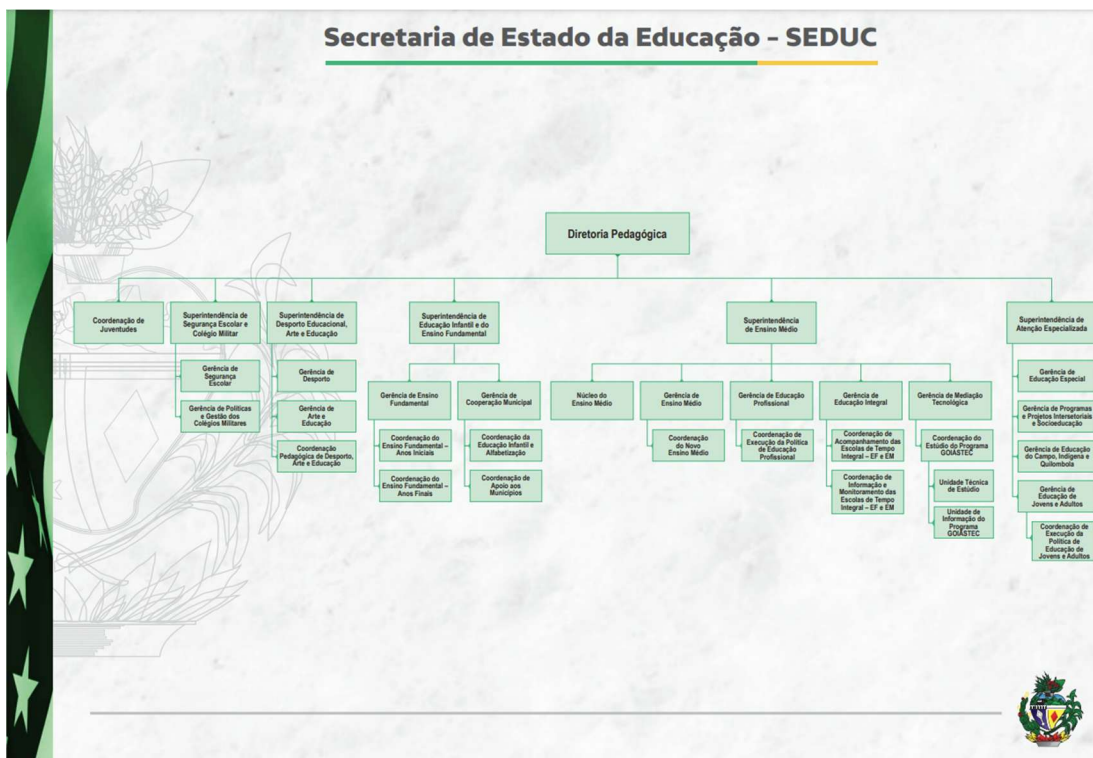 Secretaria de Estado da Educação – SEDUC
Diretoria Pedagógica
Coordenação de
Juventudes
Superintendência de
Segurança Escolar e
Colégio Militar
Gerência de
Segurança
Escolar
Gerência de Políticas
e Gestão dos
Colégios Militares
Superintendência de
Desporto Educacional,
Arte e Educação
Gerência de
Desporto
Gerência de
Arte e
Educação
Coordenação
Pedagógica de Desporto,
Arte e Educação
Superintendência de
Educação Infantil e do
Ensino Fundamental
Gerência de Ensino
Fundamental
Coordenação do
Ensino Fundamental –
Anos Iniciais
Coordenação do
Ensino Fundamental –
Anos Finais
Gerência de
Cooperação Municipal
Coordenação da
Educação Infantil e
Alfabetização
Coordenação de
Apoio aos
Municípios
Superintendência
de Ensino Médio
Núcleo do
Ensino Médio
Gerência de
Ensino Médio
Coordenação
do Novo
Ensino Médio
Gerência de Educação
Profissional
Coordenação de
Execução da Política
de Educação
Profissional
Gerência de
Educação Integral
Coordenação de
Acompanhamento das
Escolas de Tempo
Integral – EF e EM
Coordenação de
Informação e
Monitoramento das
Escolas de Tempo
Integral – EF e EM
Gerência de Mediação
Tecnológica
Coordenação do
Estúdio do Programa
GOIASTEC
Unidade Técnica
de Estúdio
Unidade de
Informação do
Programa
GOIASTEC
Superintendência de
Atenção Especializada
Gerência de
Educação Especial
Gerência de Programas
e Projetos Intersetoriais
e Socioeducação
Gerência de Educação
do Campo, Indígena e
Quilombola
Gerência de
Educação de
Jovens e Adultos
Coordenação de
Execução da
Política de
Educação de
Jovens e Adultos